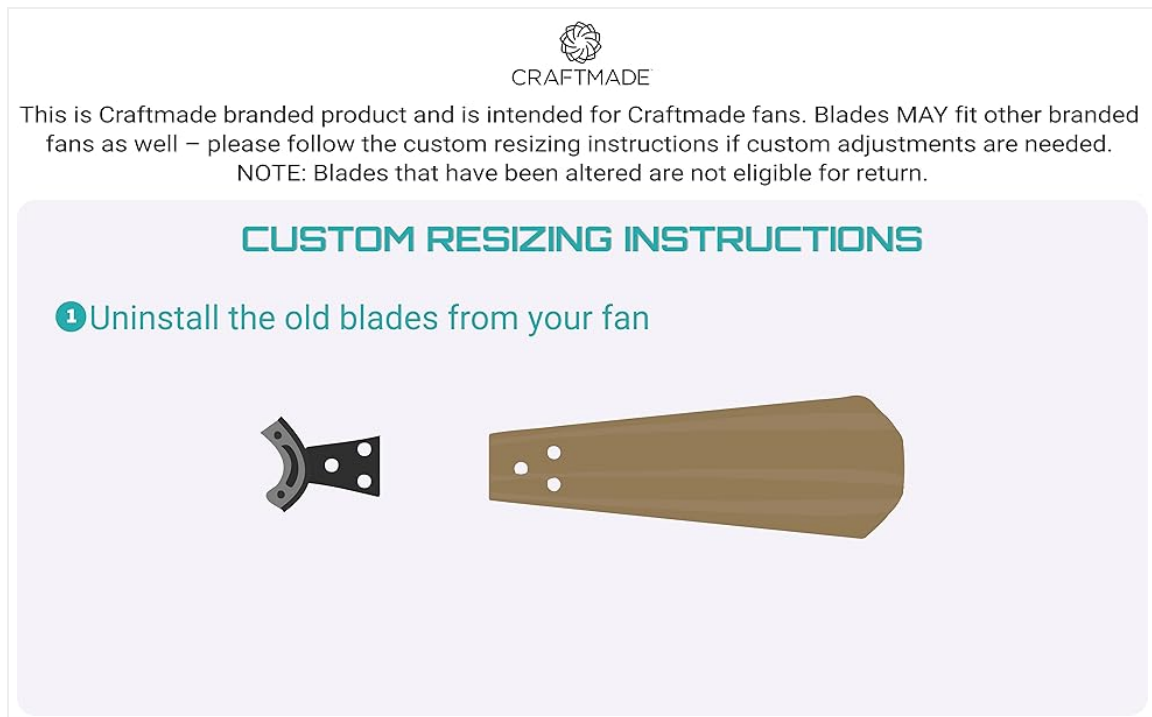 CRAFTMADE
This is Craftmade branded product and is intended for Craftmade fans. Blades MAY fit other branded
fans as well – please follow the custom resizing instructions if custom adjustments are needed.
NOTE: Blades that have been altered are not eligible for return.
CUSTOM RESIZING INSTRUCTIONS
1 Uninstall the old blades from your fan